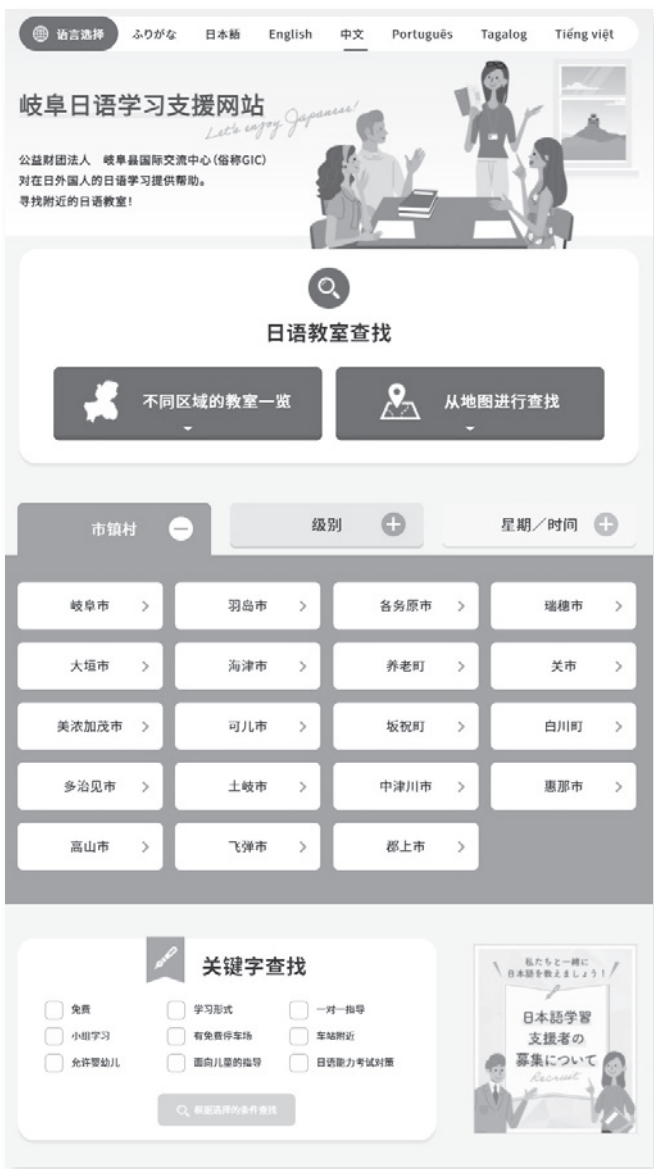 语言选择 ふりがな 日本語 English 中文 Português Tagalog Tiếng việt
岐阜日语学习支援网站
Let's enjoy Japanese!
公益财团法人　岐阜县国际交流中心(俗称GIC)
对在日外国人的日语学习提供帮助。
寻找附近的日语教室!
日语教室查找
不同区域的教室一览 从地图进行查找
市镇村 级别 星期／时间
岐阜市 羽岛市 各务原市 瑞穗市
大垣市 海津市 养老町 关市
美浓加茂市 可儿市 坂祝町 白川町
多治见市 土岐市 中津川市 惠那市
高山市 飞弹市 郡上市
关键字查找
免费 学习形式 一对一指导
小组学习 有免费停车场 车站附近
允许婴幼儿 面向儿童的指导 日语能力考试对策
根据选择的条件查找
私たちと一緒に
日本語を教えましょう!
日本語学習
支援者の
募集について
Recruit